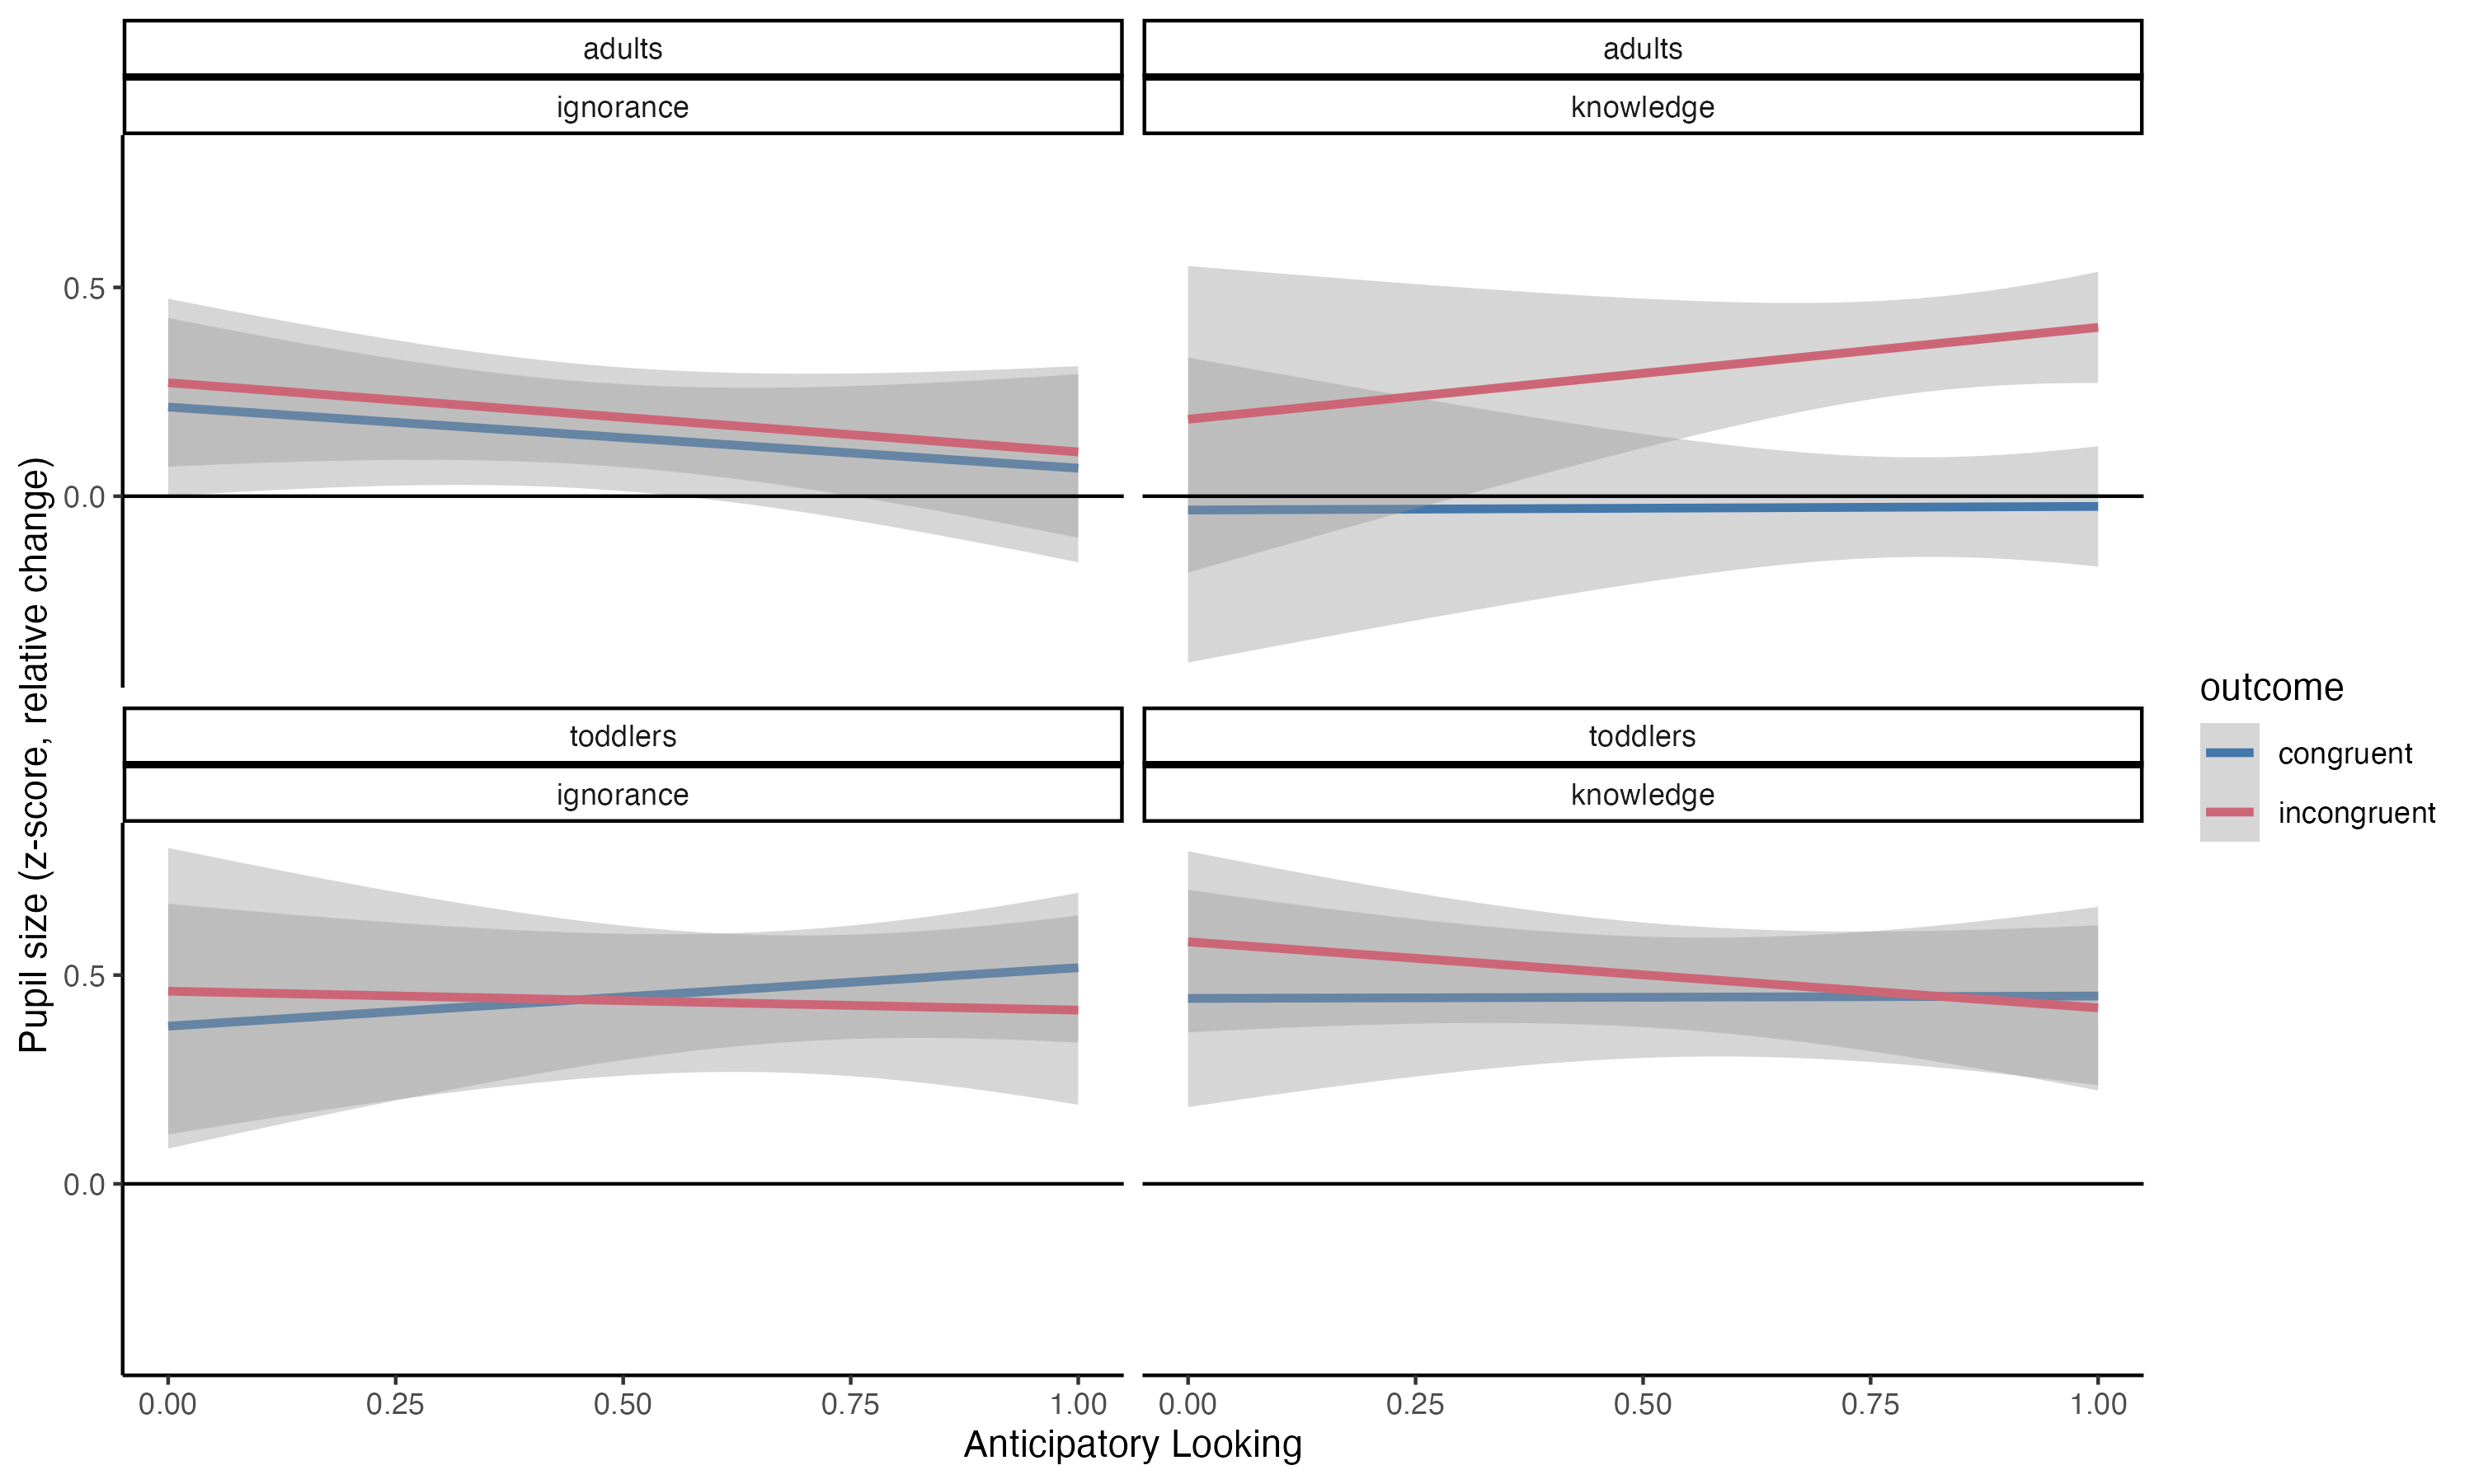 adults
adults
ignorance
knowledge
0.5
0.0
toddlers
toddlers
ignorance
knowledge
0.5
0.0
0.00
0.25
0.50
0.75
1.00
0.00
0.25
0.50
0.75
1.00
Anticipatory Looking
Pupil size (z-score, relative change)
outcome
congruent
incongruent